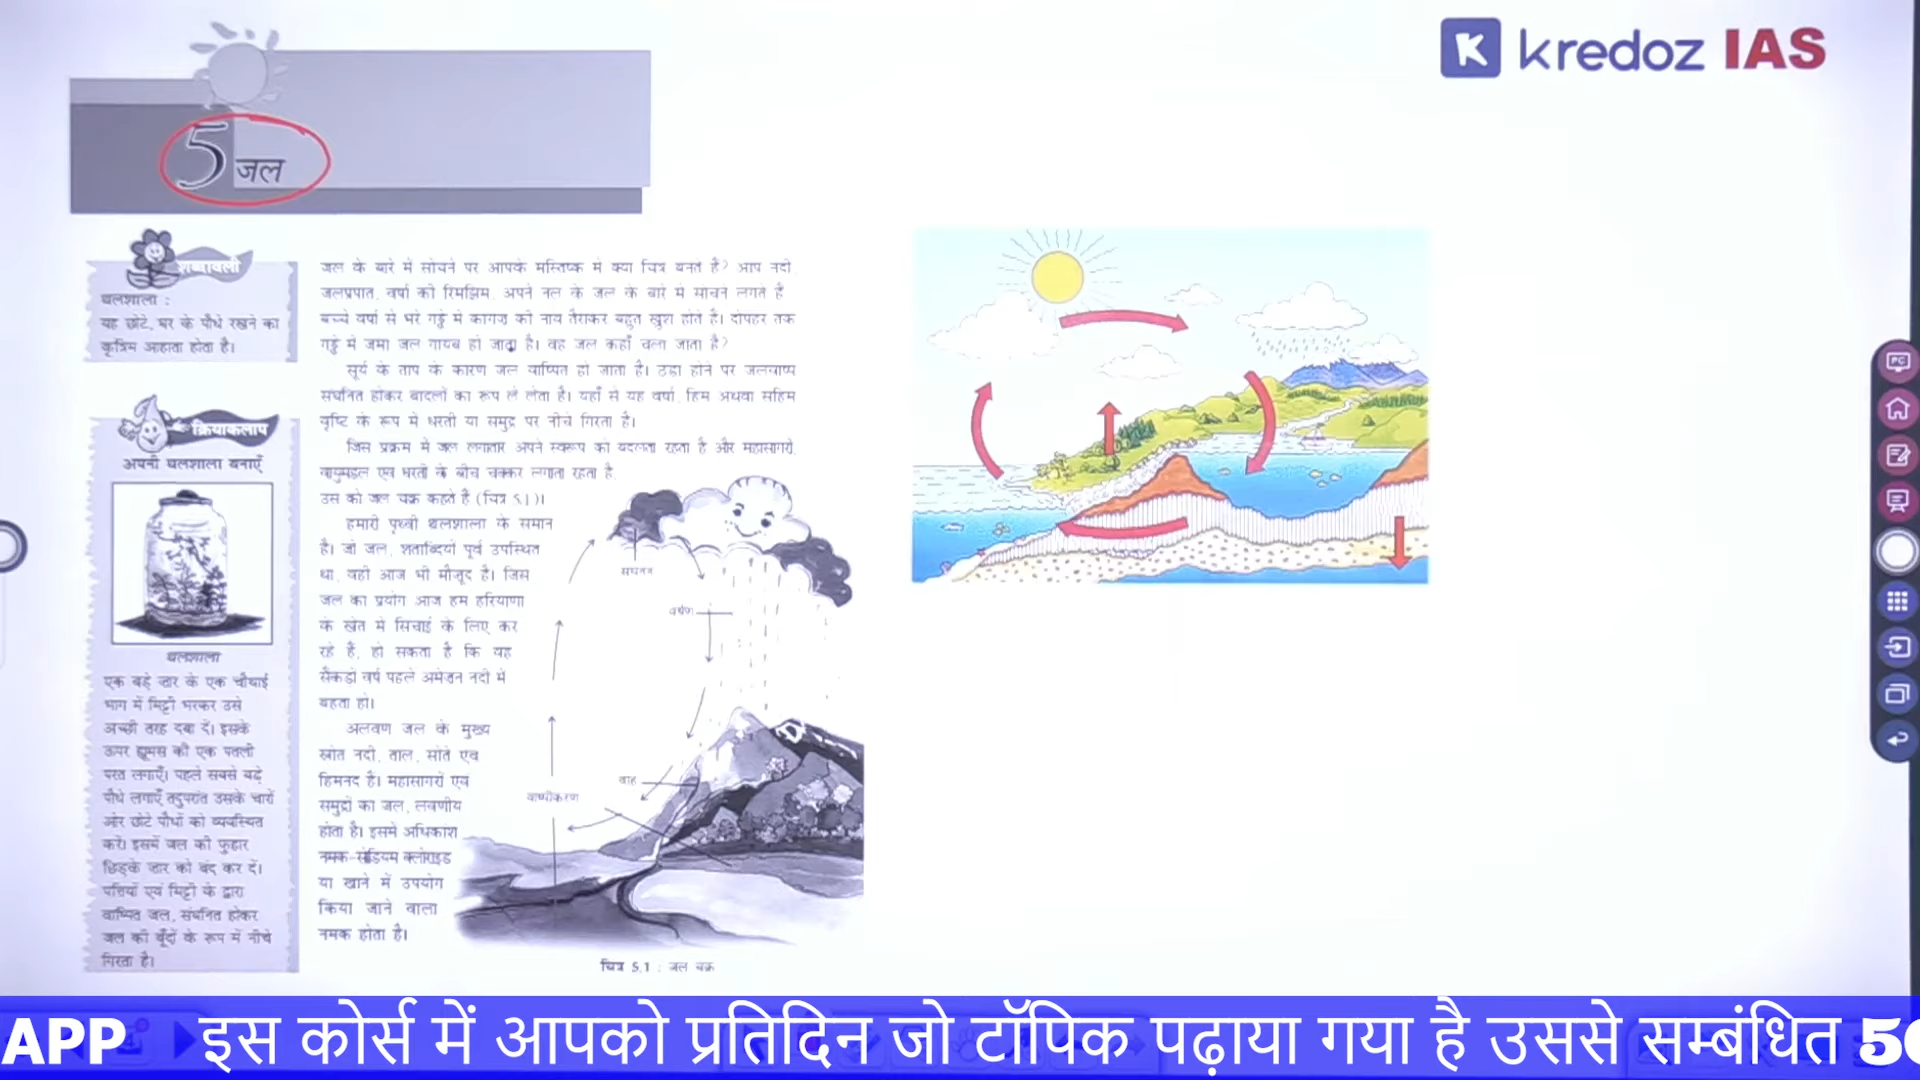 kredoz IAS
5 जल
शब्दावली
थलशाला :
यह छोटे, घर के पौधे रखने का
कृत्रिम आहाता होता है।
क्रियाकलाप
अपनी थलशाला बनाएँ
थलशाला
एक बड़े जार के एक चौथाई
भाग में मिट्टी भरकर उसे
अच्छी तरह दबा दें। इसके
ऊपर ह्यूमस की एक पतली
परत लगाएँ। पहले सबसे बड़े
पौधे लगाएँ तदुपरांत उसके चारों
ओर छोटे पौधों को व्यवस्थित
करें। इसमें जल की फुहार
छिड़के जार को बंद कर दें।
पत्तियों एवं मिट्टी के द्वारा
वाष्पित जल, संघनित होकर
जल की बूँदों के रूप में नीचे
गिरता है।
जल के बारे में सोचने पर आपके मस्तिष्क में क्या चित्र बनते हैं? आप नदी
जलप्रपात, वर्षा की रिमझिम, अपने नल के जल के बारे में सोचने लगते हैं
बच्चे वर्षा से भरे गड्ढे में कागज़ की नाव तैराकर बहुत खुश होते हैं। दोपहर तक
गड्ढे में जमा जल गायब हो जाता है। वह जल कहाँ चला जाता है?
सूर्य के ताप के कारण जल वाष्पित हो जाता है। ठंडा होने पर जलवाष्प
संघनित होकर बादलों का रूप ले लेता है। यहाँ से यह वर्षा, हिम अथवा सहिम
वृष्टि के रूप में धरती या समुद्र पर नीचे गिरता है।
जिस प्रक्रम में जल लगातार अपने स्वरूप को बदलता रहता है और महासागरों,
वायुमंडल एवं धरती के बीच चक्कर लगाता रहता है,
उस को जल चक्र कहते हैं (चित्र 5.1)।
हमारी पृथ्वी थलशाला के समान
है। जो जल, शताब्दियों पूर्व उपस्थित
था, वही आज भी मौजूद है। जिस
जल का प्रयोग आज हम हरियाणा
के खेत में सिंचाई के लिए कर
रहे हैं, हो सकता है कि वह
सैकड़ों वर्ष पहले अमेज़न नदी में
बहता हो।
अलवण जल के मुख्य
स्रोत नदी, ताल, सोते एवं
हिमनद हैं। महासागरों एवं
समुद्रों का जल, लवणीय
होता है। इसमें अधिकांश
नमक-सोडियम क्लोराइड
या खाने में उपयोग
किया जाने वाला
नमक होता है।
संघनन
वर्षण
वाह
वाष्पीकरण
चित्र 5.1 : जल चक्र
PC
APP इस कोर्स में आपको प्रतिदिन जो टॉपिक पढ़ाया गया है उससे सम्बंधित